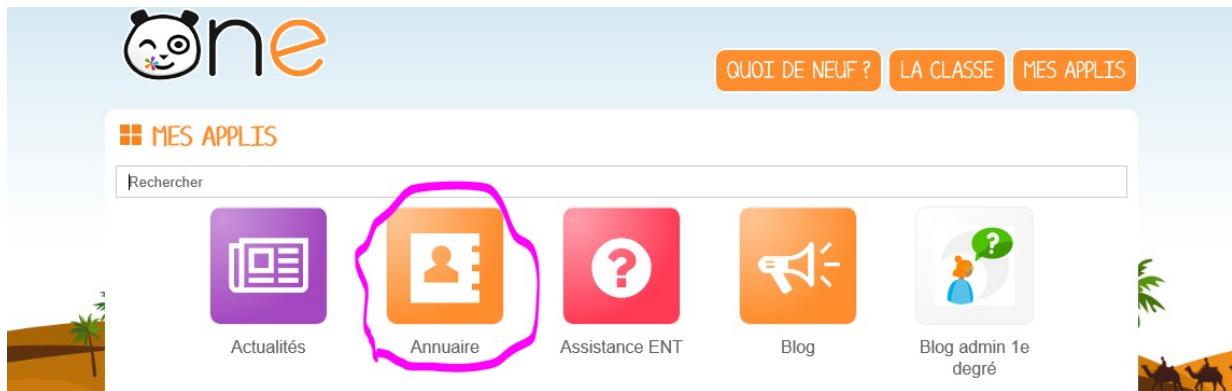 One
QUOI DE NEUF ? LA CLASSE MES APPLIS
MES APPLIS
Rechercher
Actualités Annuaire Assistance ENT Blog Blog admin 1e
degré